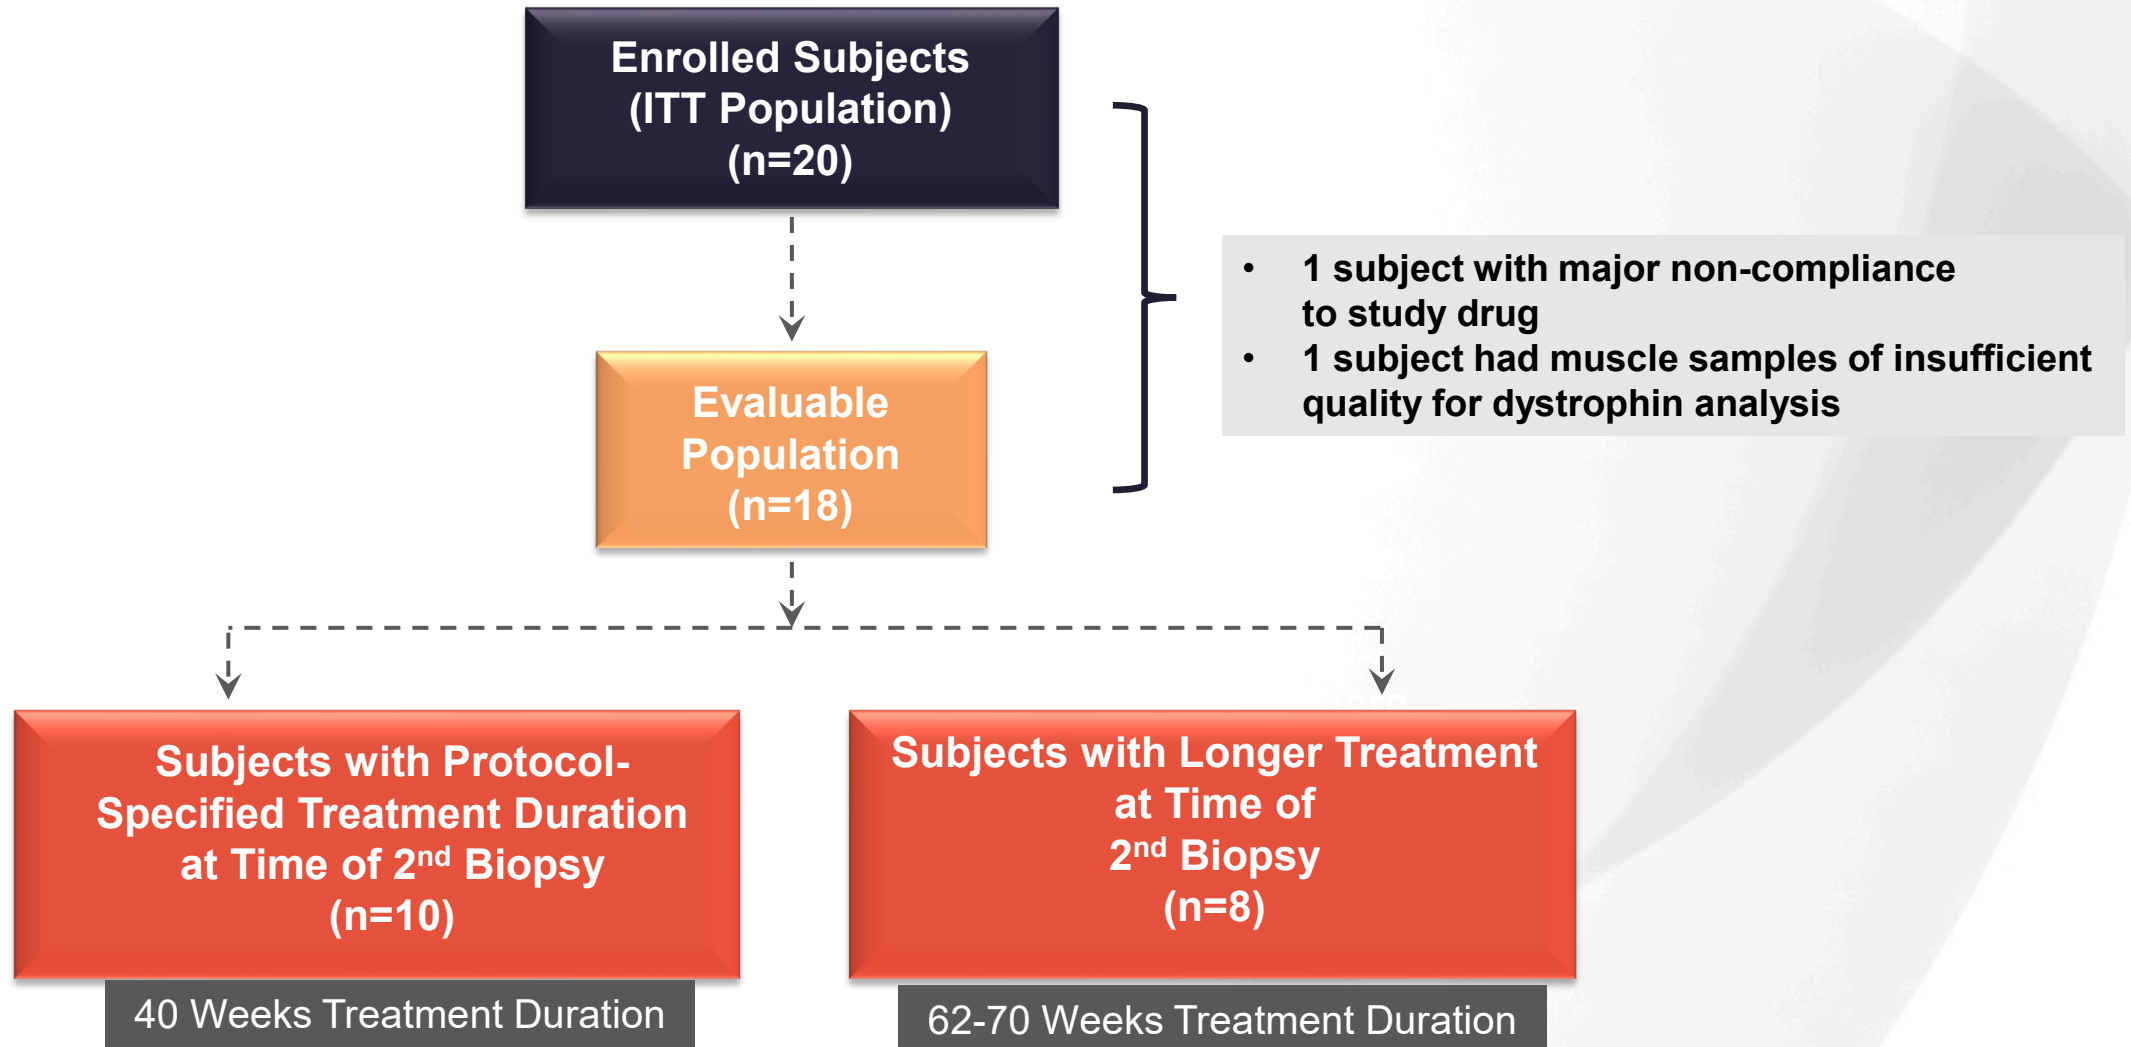 Enrolled Subjects
(ITT Population)
(n=20)
• 1 subject with major non-compliance
to study drug
• 1 subject had muscle samples of insufficient
quality for dystrophin analysis
Evaluable
Population
(n=18)
Subjects with Protocol-
Specified Treatment Duration
at Time of 2nd Biopsy
(n=10)
40 Weeks Treatment Duration
Subjects with Longer Treatment
at Time of
2nd Biopsy
(n=8)
62-70 Weeks Treatment Duration